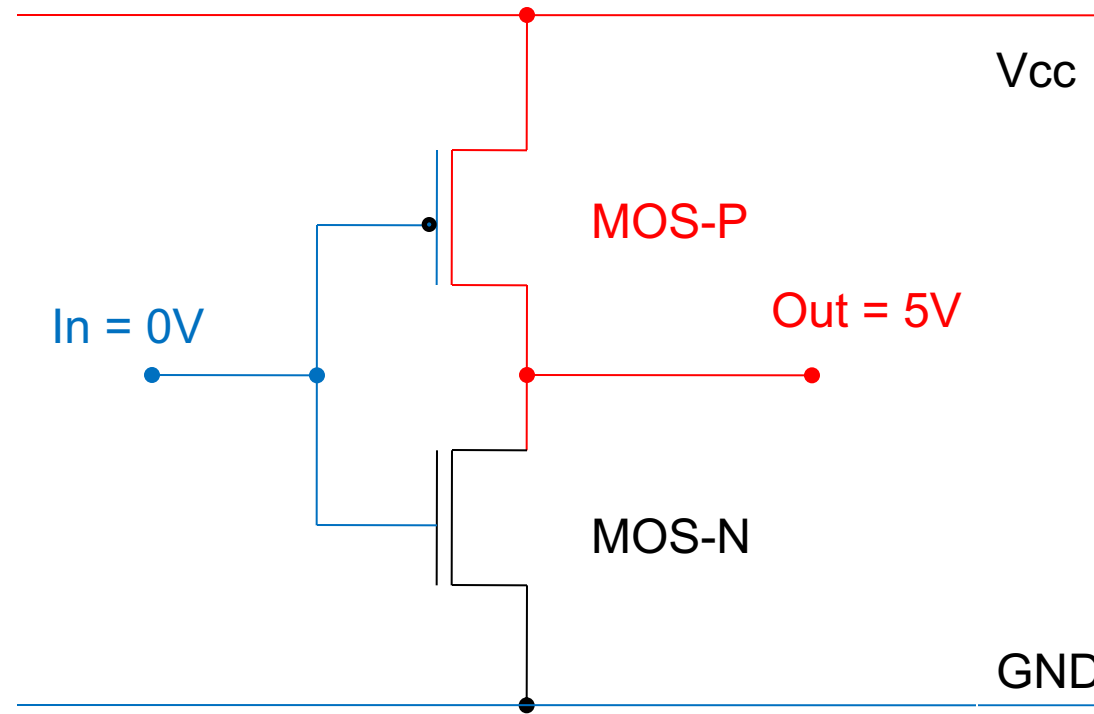 Vcc
MOS-P
In = 0V
Out = 5V
MOS-N
GND